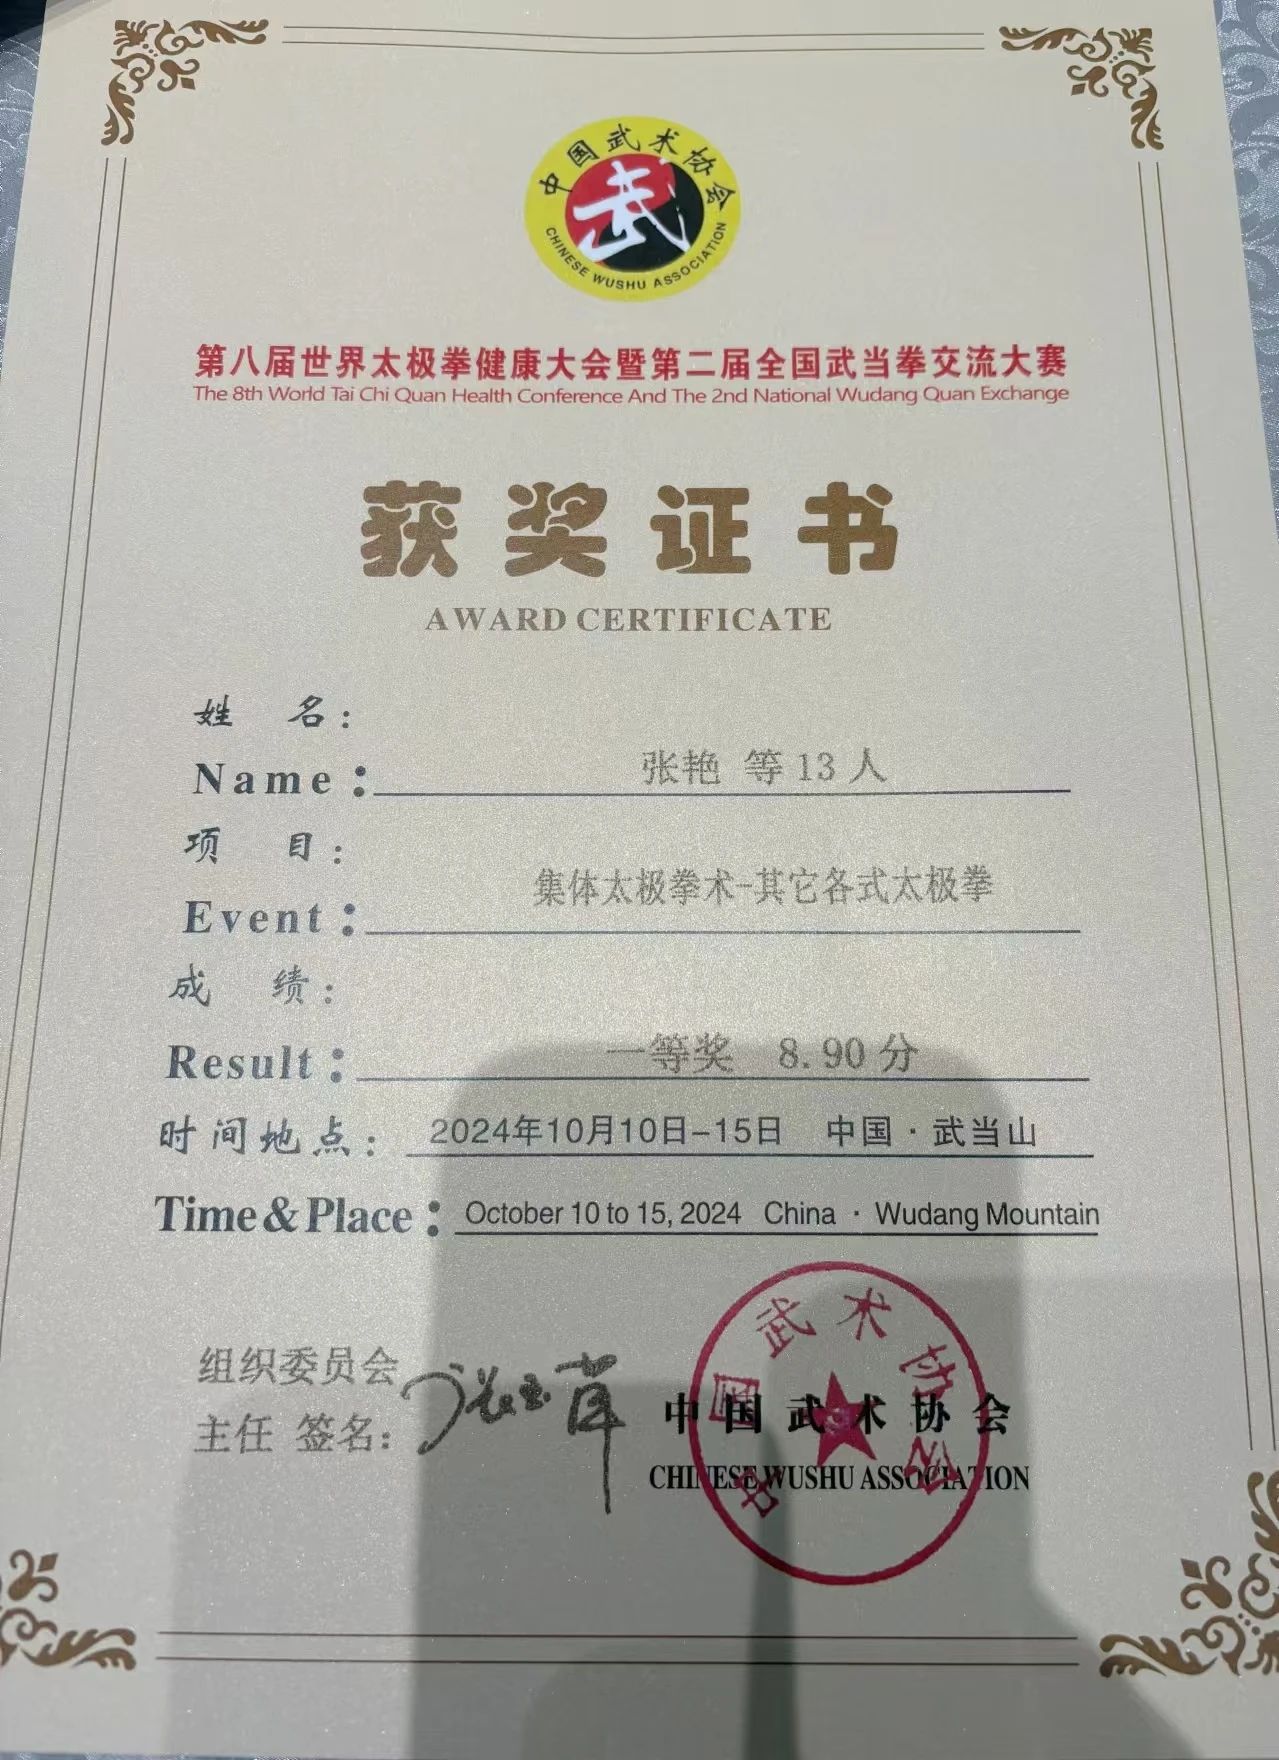 中国武术协会
武
CHINESE WUSHU ASSOCIATION
第八届世界太极拳健康大会暨第二届全国武当拳交流大赛
The 8th World Tai Chi Quan Health Conference And The 2nd National Wudang Quan Exchange
获奖证书
AWARD CERTIFICATE
姓 名：
Name： 张艳 等13人
项 目：
Event： 集体太极拳术-其它各式太极拳
成 绩：
Result： 一等奖 8.90分
时间地点： 2024年10月10日-15日 中国·武当山
Time&Place： October 10 to 15, 2024 China · Wudang Mountain
组织委员会
主任 签名：
中国武术协会
CHINESE WUSHU ASSOCIATION
中国武术协会